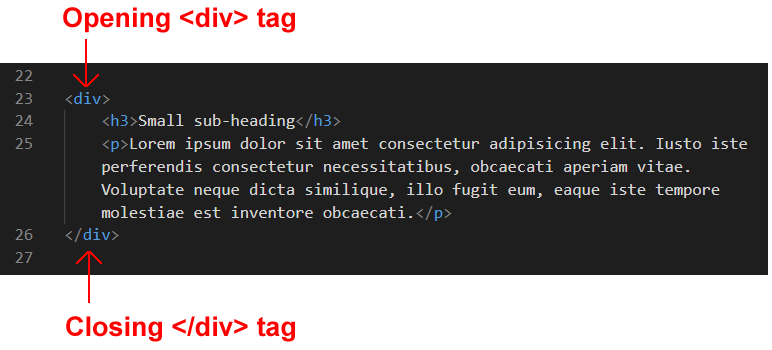 Opening <div> tag
22
23 <div>
24 <h3>Small sub-heading</h3>
25 <p>Lorem ipsum dolor sit amet consectetur adipisicing elit. Iusto iste
perferendis consectetur necessitatibus, obcaecati aperiam vitae.
Voluptate neque dicta similique, illo fugit eum, eaque iste tempore
molestiae est inventore obcaecati.</p>
26 </div>
27
Closing </div> tag